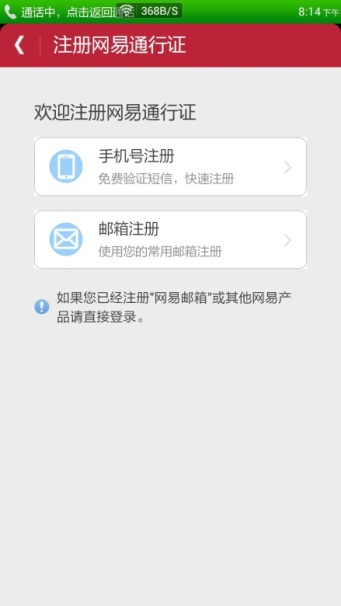 通话中，点击返回通话 368B/S 8:14下午
注册网易通行证
欢迎注册网易通行证
手机号注册
免费验证短信，快速注册
邮箱注册
使用您的常用邮箱注册
如果您已经注册"网易邮箱"或其他网易产
品请直接登录。